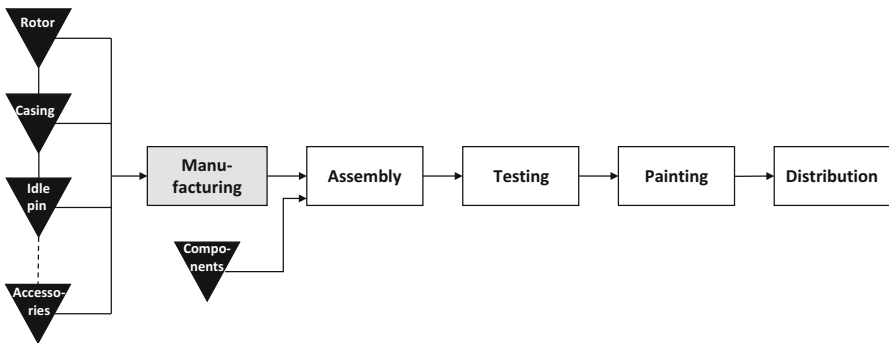 Rotor
Casing
Idle
pin
Accesso-
ries
Manu-
facturing
Compo-
nents
Assembly
Testing
Painting
Distribution